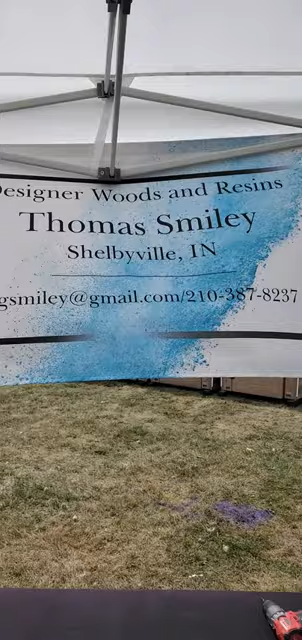 Designer Woods and Resins
Thomas Smiley
Shelbyville, IN
gsmiley@gmail.com/210-387-8237